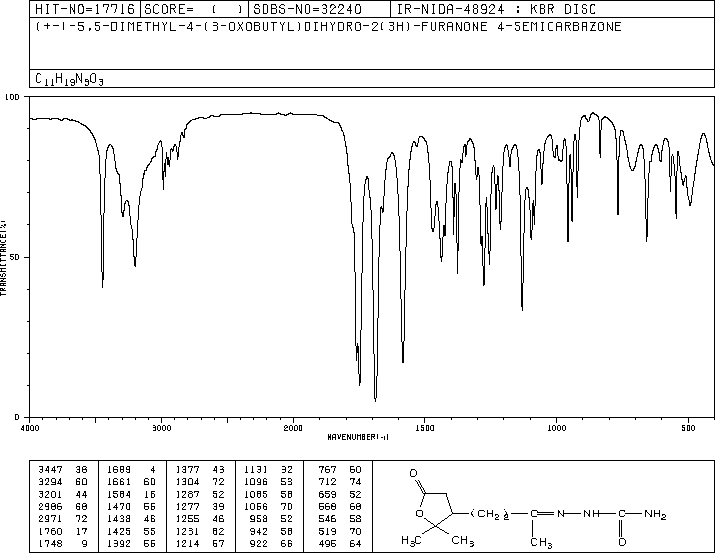 HIT-NO=17716 SCORE= ( ) SDBS-NO=32240 IR-NIDA-48924 : KBR DISC
(+-)-5,5-DIMETHYL-4-(3-OXOBUTYL)DIHYDRO-2(3H)-FURANONE 4-SEMICARBAZONE
C11H19N3O3
100
50
0
TRANSMITTANCE(%)
4000 3000 2000 1500 1000 500
WAVENUMBER(-1)
3447 38 1689 4 1377 43 1131 32 767 60
3294 60 1661 60 1304 72 1096 53 712 74
3201 44 1584 16 1287 52 1085 58 659 52
2986 68 1470 55 1277 39 1056 70 568 68
2971 72 1438 46 1255 46 958 52 546 58
1760 17 1425 55 1231 62 942 58 519 70
1748 9 1392 55 1214 57 922 66 496 64
O
O (CH2)2 N NH NH2
H3C CH3 CH3 O